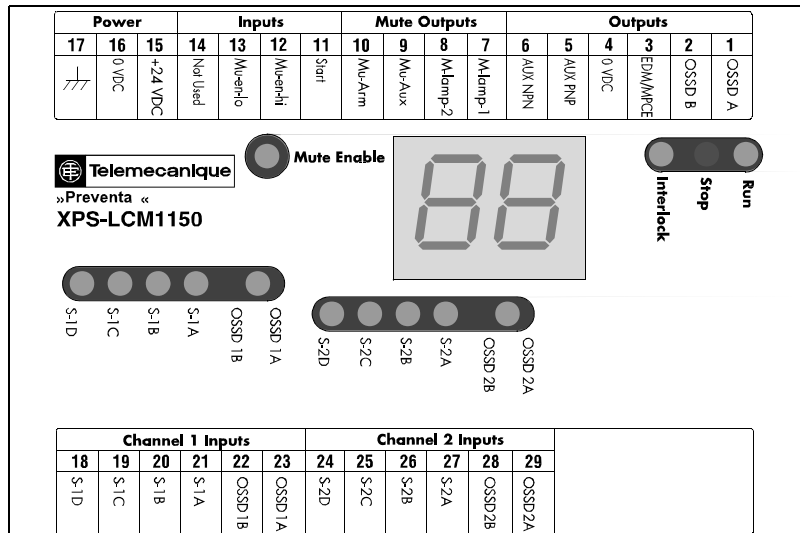 Power Inputs Mute Outputs Outputs
17 16 15 14 13 12 11 10 9 8 7 6 5 4 3 2 1
0 VDC +24 VDC Not Used Mu-en-lo Mu-en-hi Start Mu-Arm Mu-Aux M-lamp-2 M-lamp-1 AUX NPN AUX PNP 0 VDC EDM/MPCE OSSD B OSSD A
Telemecanique
Mute Enable
88
Interlock Stop Run
»Preventa «
XPS-LCM1150
S-1D S-1C S-1B S-1A OSSD 1B OSSD 1A
S-2D S-2C S-2B S-2A OSSD 2B OSSD 2A
Channel 1 Inputs Channel 2 Inputs
18 19 20 21 22 23 24 25 26 27 28 29
S-1D S-1C S-1B S-1A OSSD 1B OSSD 1A S-2D S-2C S-2B S-2A OSSD2B OSSD2A